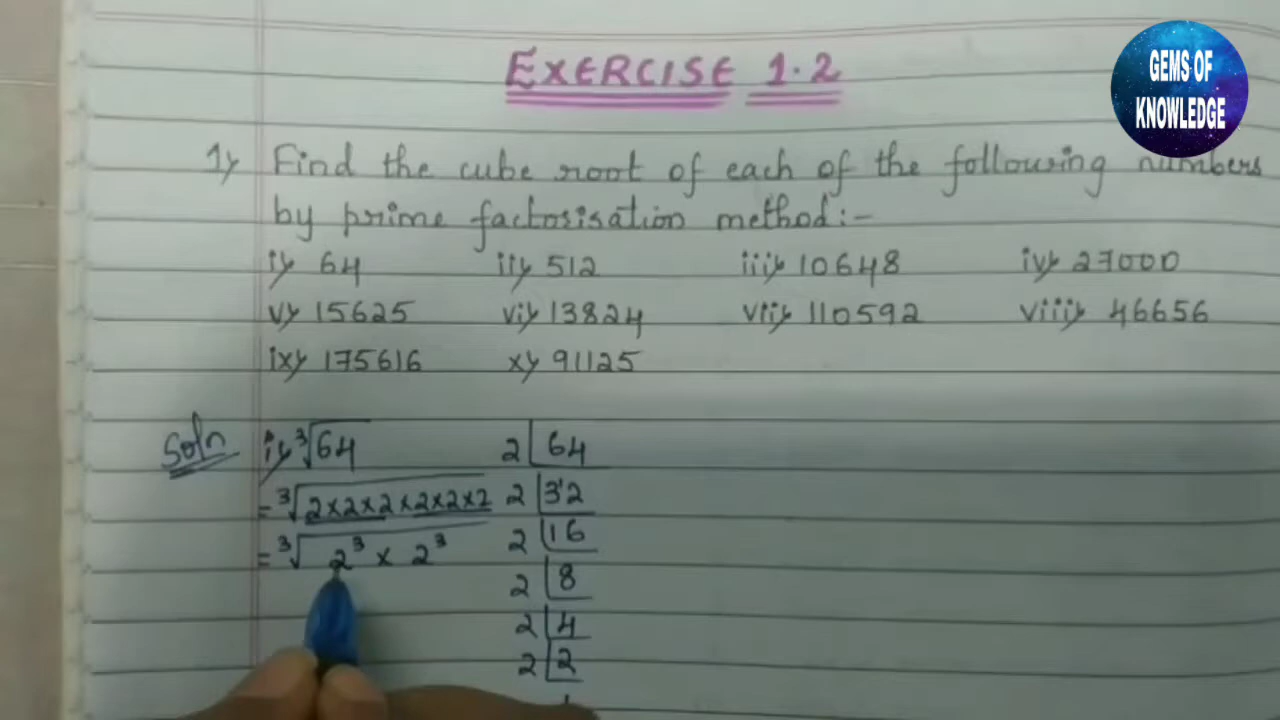 EXERCISE 1.2
GEMS OF
KNOWLEDGE
1) Find the cube root of each of the following numbers
by prime factorisation method:-
i) 64 ii) 512 iii) 10648 iv) 27000
v) 15625 vi) 13824 vii) 110592 viii) 46656
ix) 175616 x) 91125
Soln i) ∛64 2 | 64
= ∛2×2×2×2×2×2 2 | 32
= ∛2³ × 2³ 2 | 16
2 | 8
2 | 4
2 | 2
1